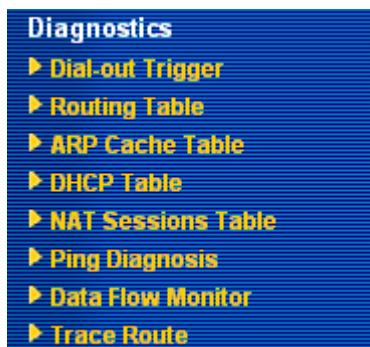 Diagnostics
Dial-out Trigger
Routing Table
ARP Cache Table
DHCP Table
NAT Sessions Table
Ping Diagnosis
Data Flow Monitor
Trace Route